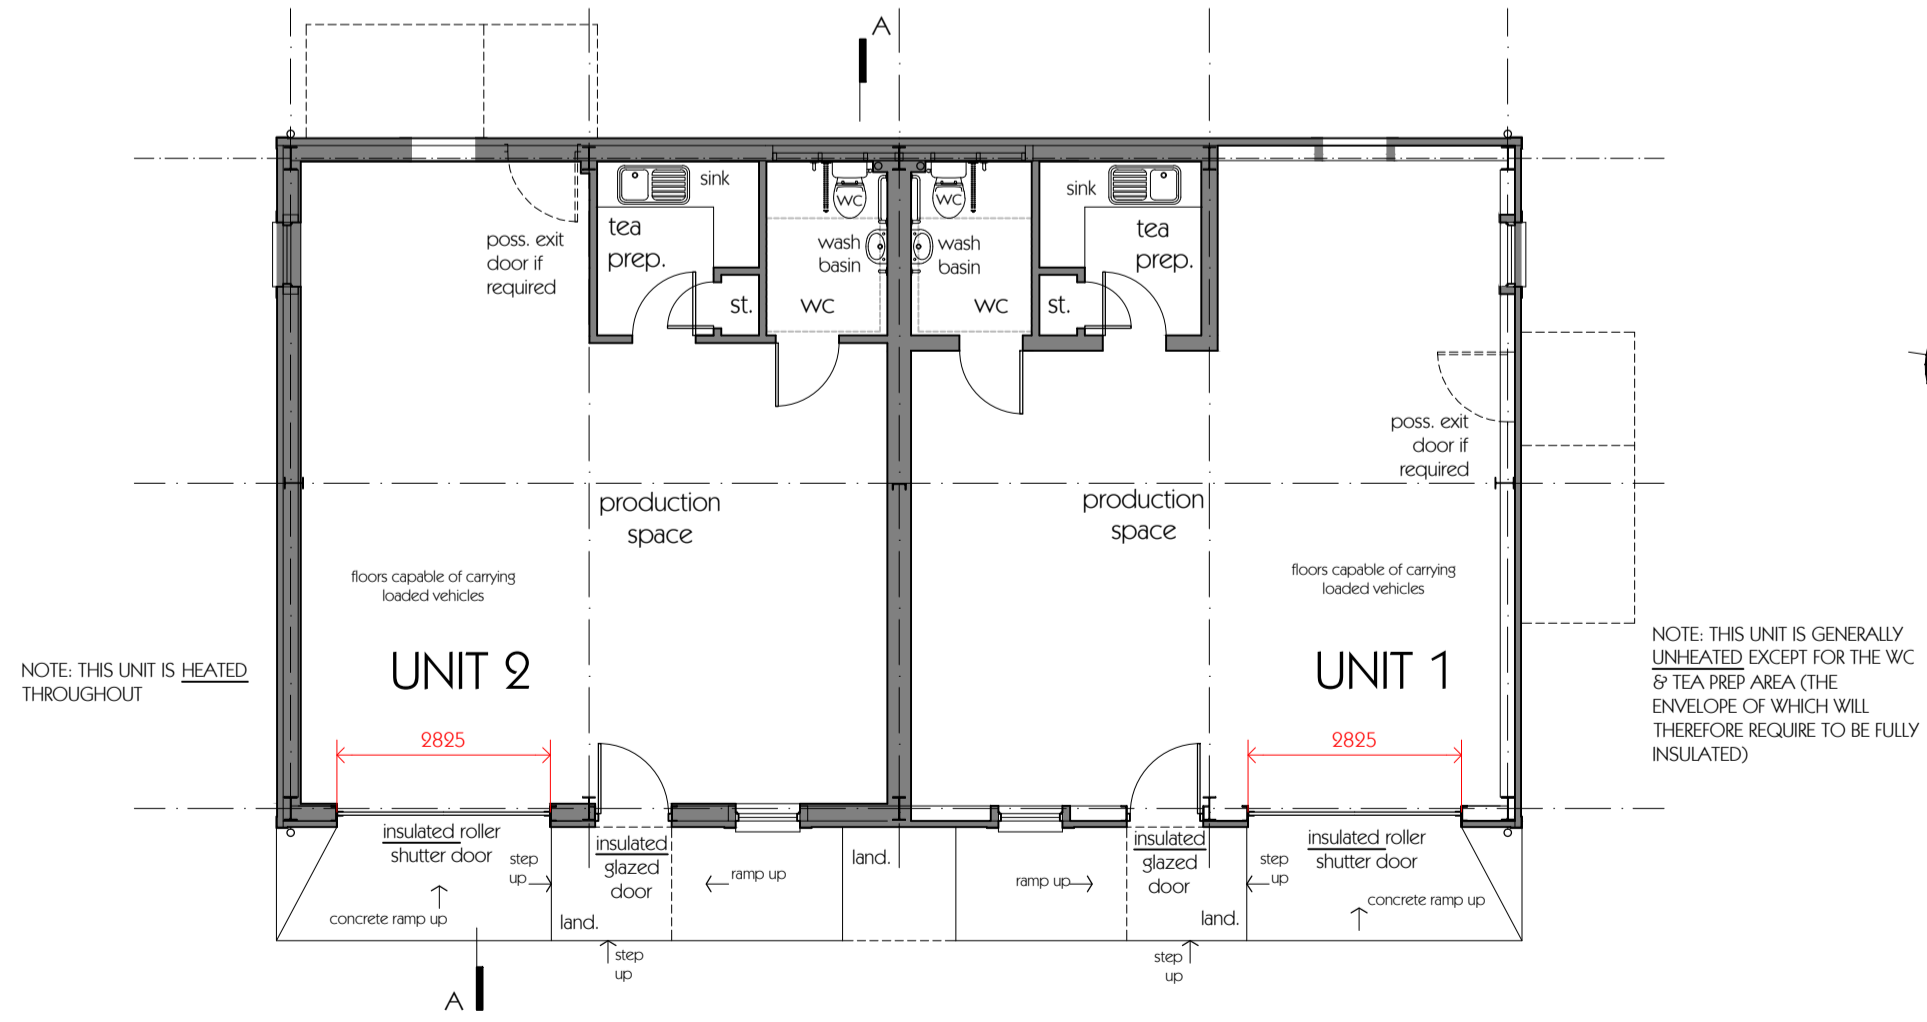 A
sink
tea
prep.
st.
wc
wash
basin
wc
wc
wash
basin
wc
sink
tea
prep.
st.
poss. exit
door if
required
poss. exit
door if
required
production
space
production
space
floors capable of carrying
loaded vehicles
floors capable of carrying
loaded vehicles
UNIT 2
UNIT 1
NOTE: THIS UNIT IS HEATED
THROUGHOUT
NOTE: THIS UNIT IS GENERALLY
UNHEATED EXCEPT FOR THE WC
& TEA PREP AREA (THE
ENVELOPE OF WHICH WILL
THEREFORE REQUIRE TO BE FULLY
INSULATED)
2825
2825
insulated roller
shutter door
step
up
insulated
glazed
door
ramp up
land.
ramp up
insulated
glazed
door
step
up
insulated roller
shutter door
concrete ramp up
land.
land.
concrete ramp up
step
up
step
up
A